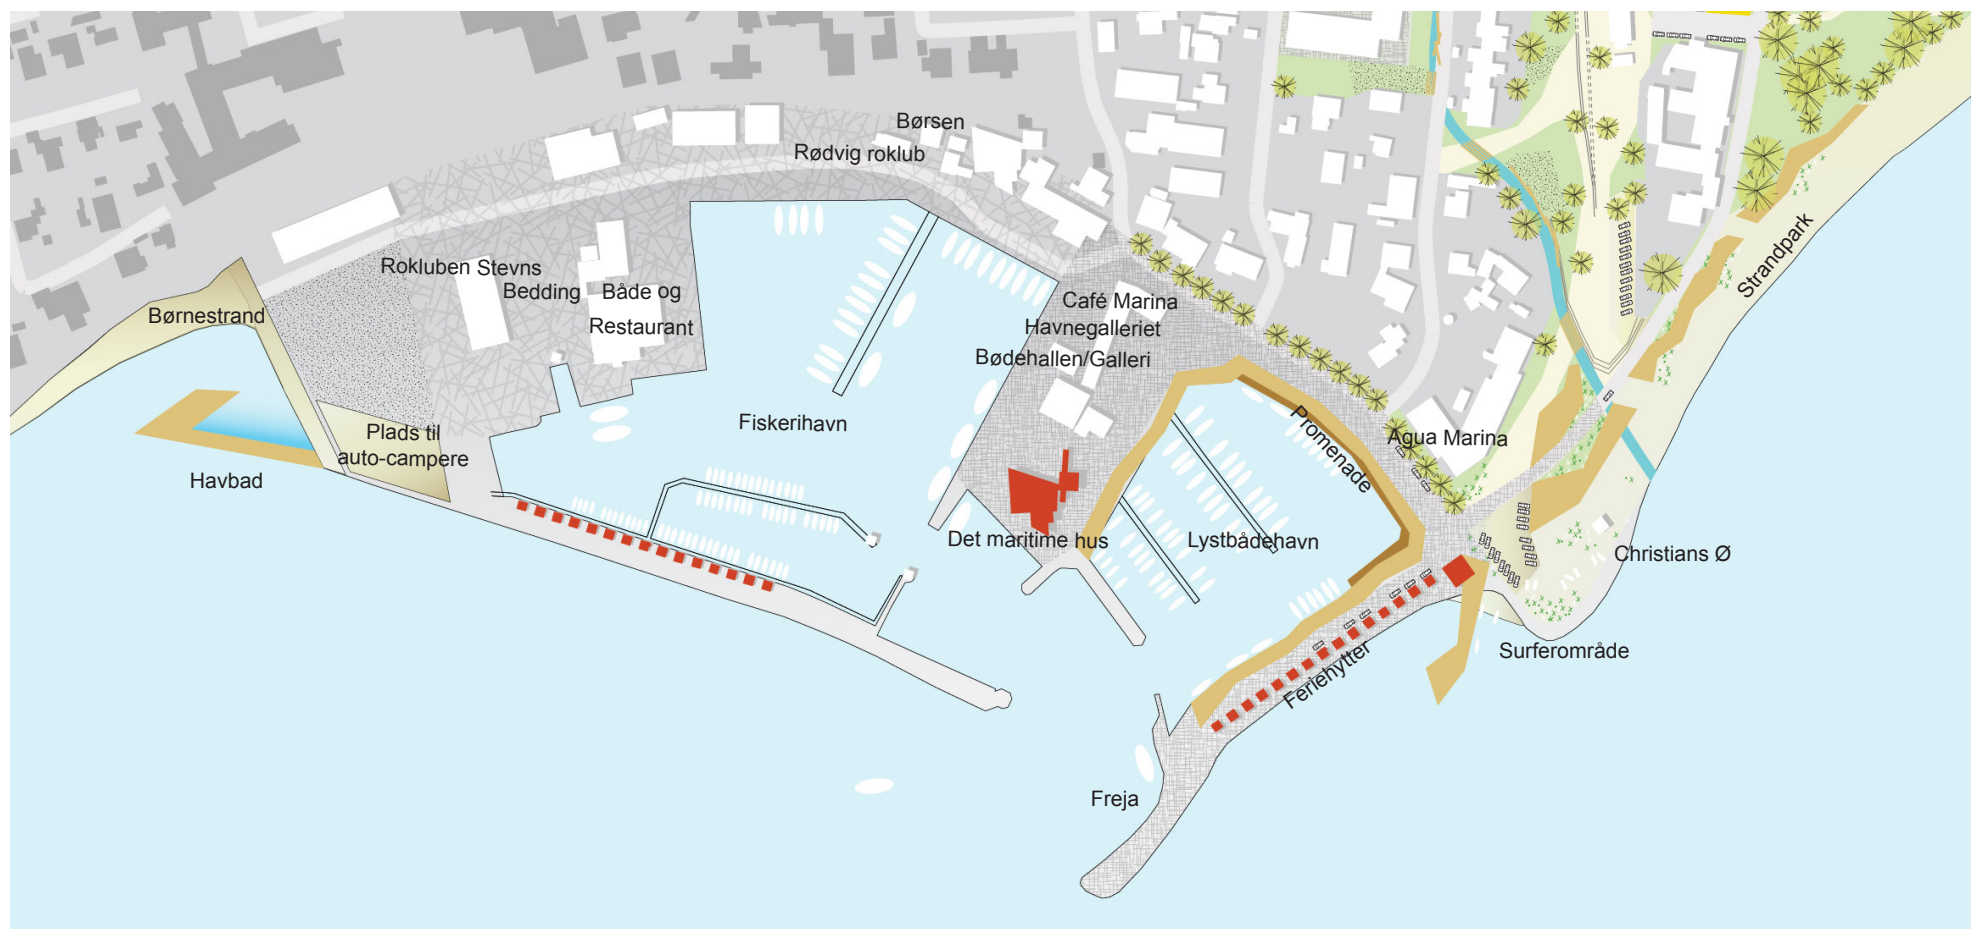 Børsen
Rødvig roklub
Rokluben Stevns
Bedding
Både og
Restaurant
Børnestrand
Café Marina
Havnegalleriet
Bødehallen/Galleri
Strandpark
Fiskerihavn
Promenade
Agua Marina
Plads til
auto-campere
Havbad
Det maritime hus
Lystbådehavn
Christians Ø
Surferområde
Feriehytter
Freja